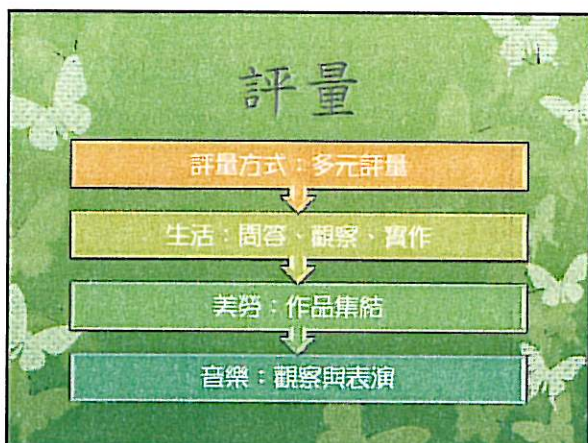 評量
評量方式：多元評量
生活：問答、觀察、實作
美勞：作品集結
音樂：觀察與表演